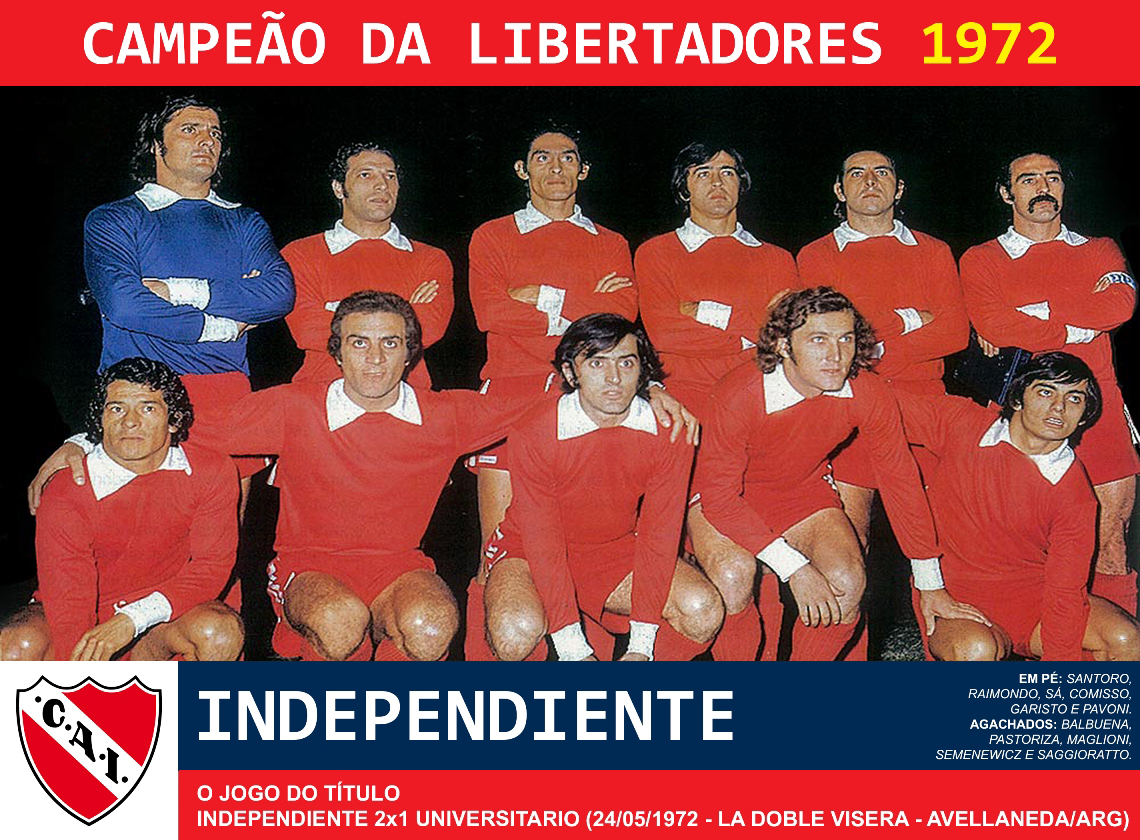 CAMPEÃO DA LIBERTADORES 1972
C.A.I.
INDEPENDIENTE
EM PÉ: SANTORO,
RAIMONDO, SÁ, COMISSO,
GARISTO E PAVONI.
AGACHADOS: BALBUENA,
PASTORIZA, MAGLIONI,
SEMENEWICZ E SAGGIORATTO.
O JOGO DO TÍTULO
INDEPENDIENTE 2x1 UNIVERSITARIO (24/05/1972 - LA DOBLE VISERA - AVELLANEDA/ARG)